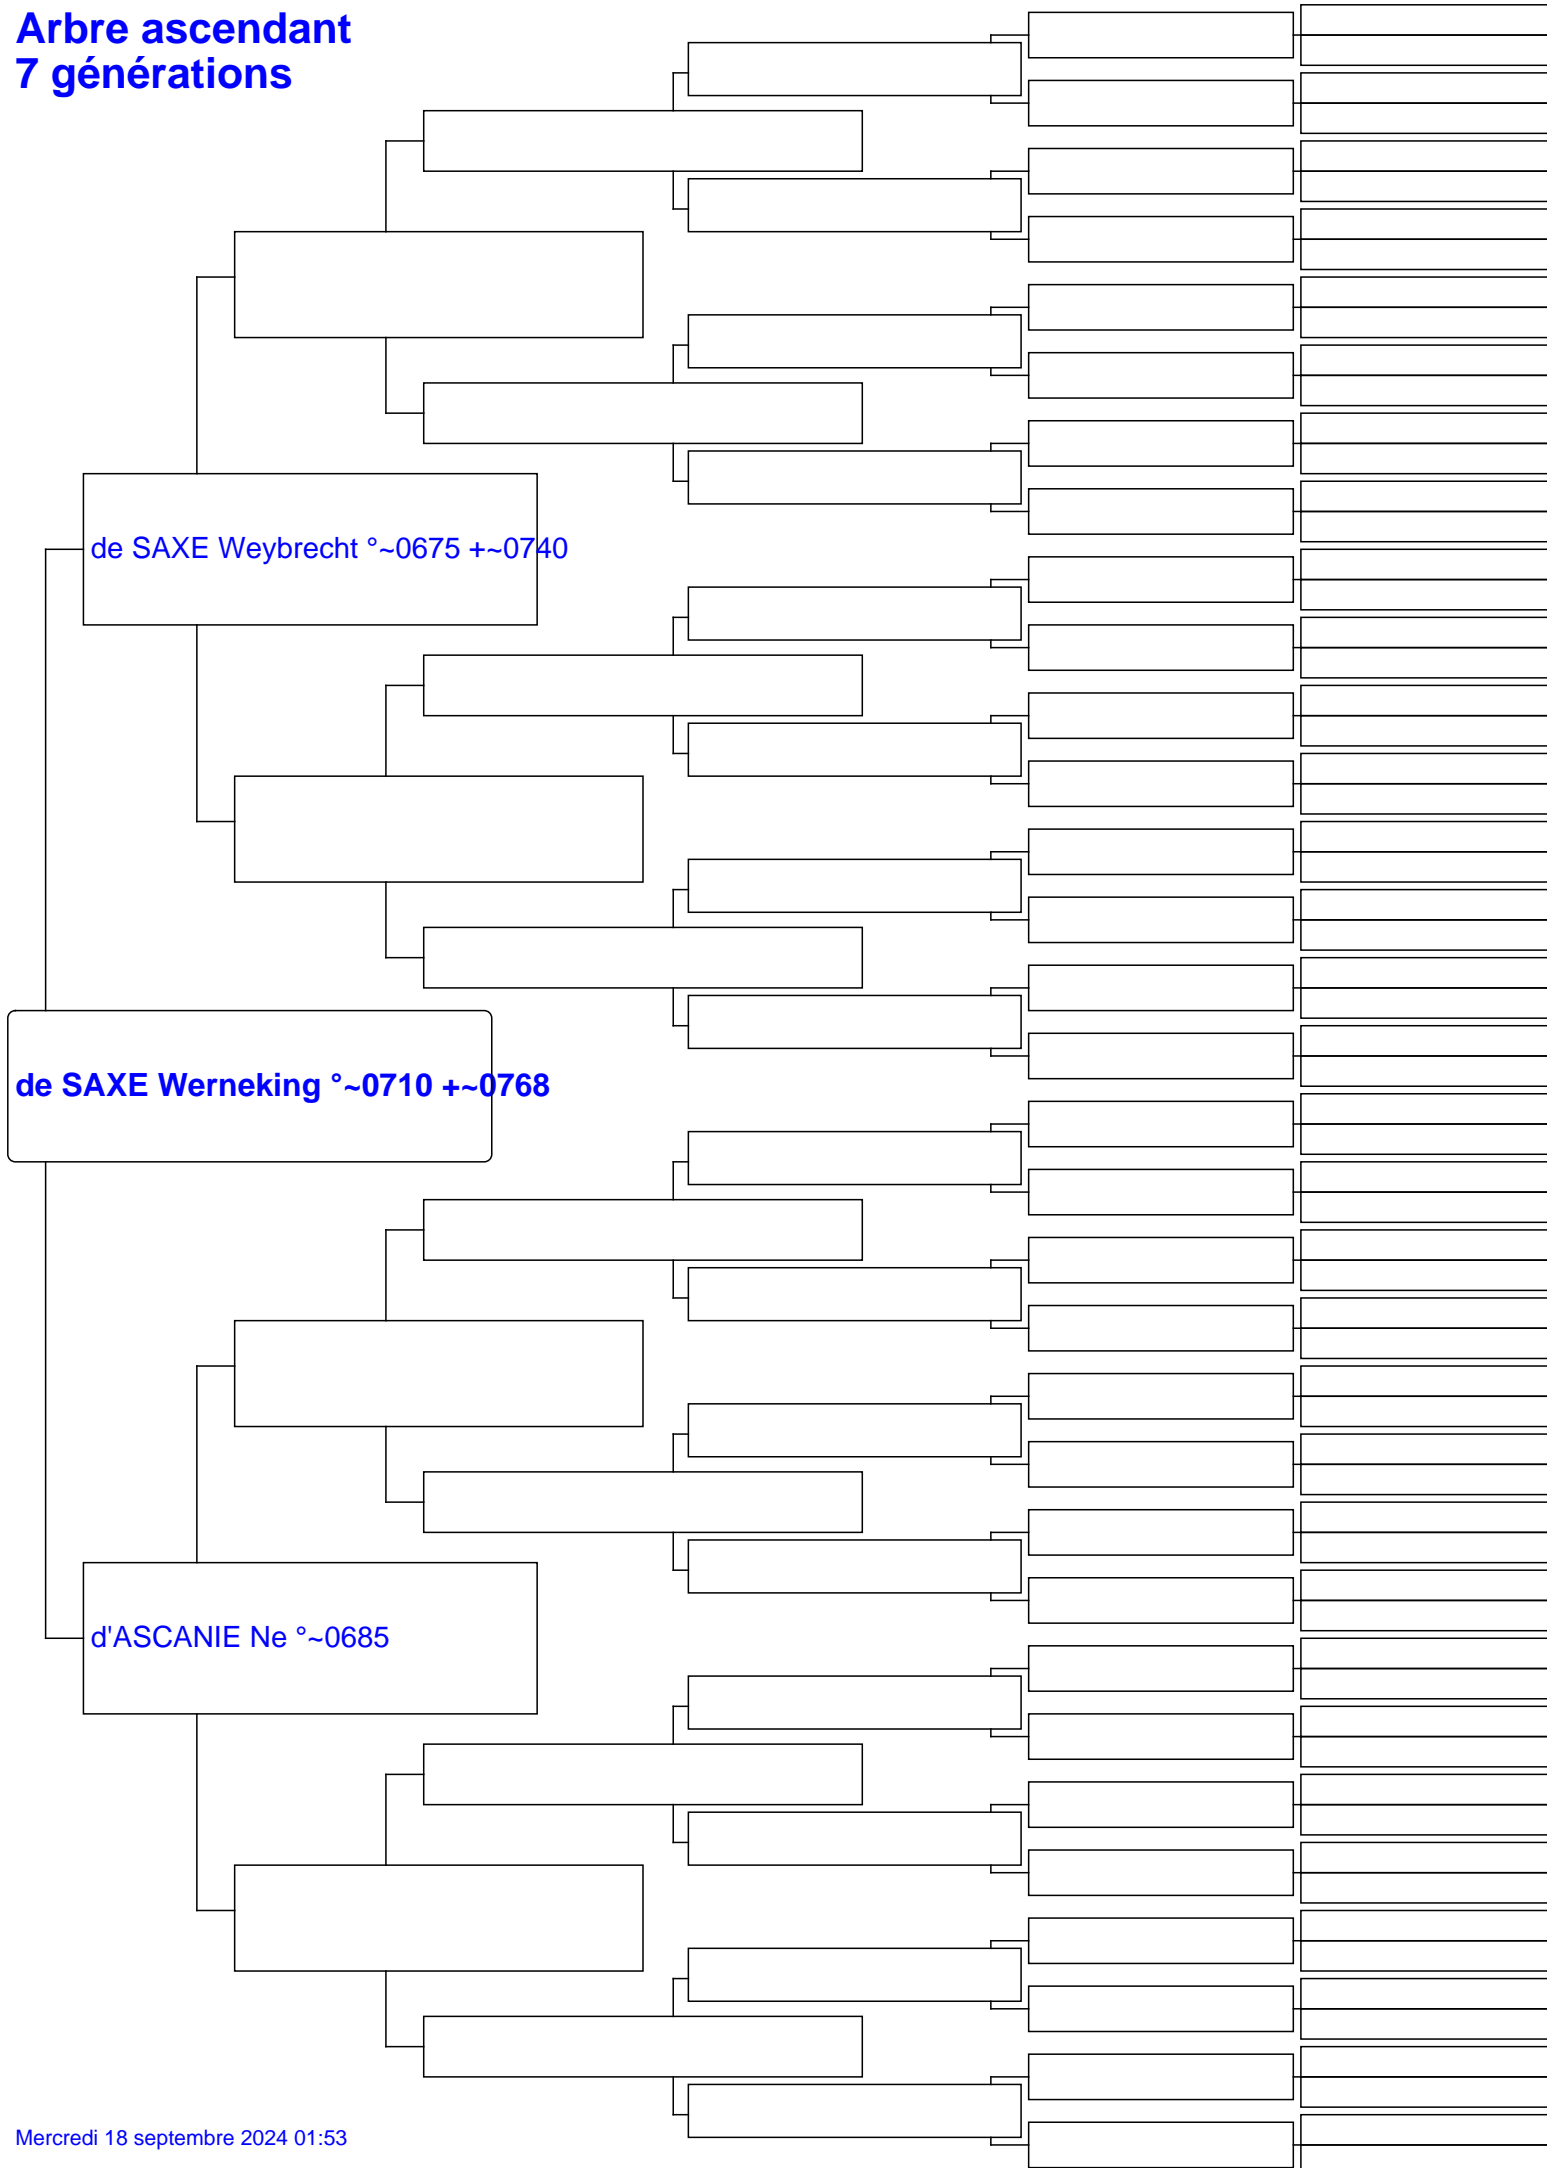 Arbre ascendant
7 générations
de SAXE Weybrecht °~0675 +~0740
de SAXE Werneking °~0710 +~0768
d'ASCANIE Ne °~0685
Mercredi 18 septembre 2024 01:53